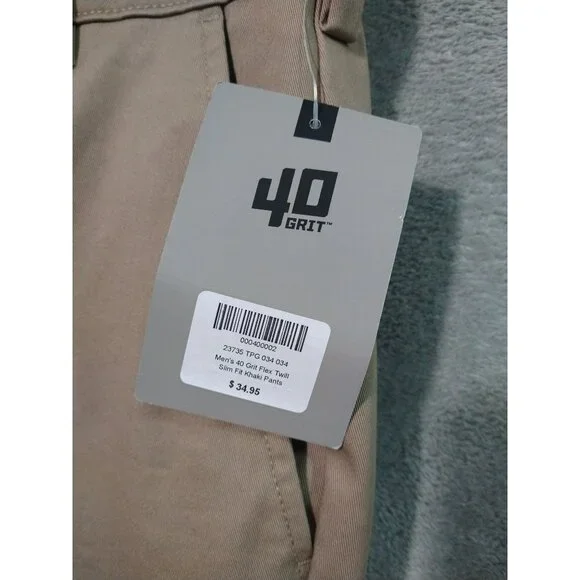 40
GRIT™
000400002
23735 TPG 034 034
Men's 40 Grit Flex Twill
Slim Fit Khaki Pants
$ 34.95